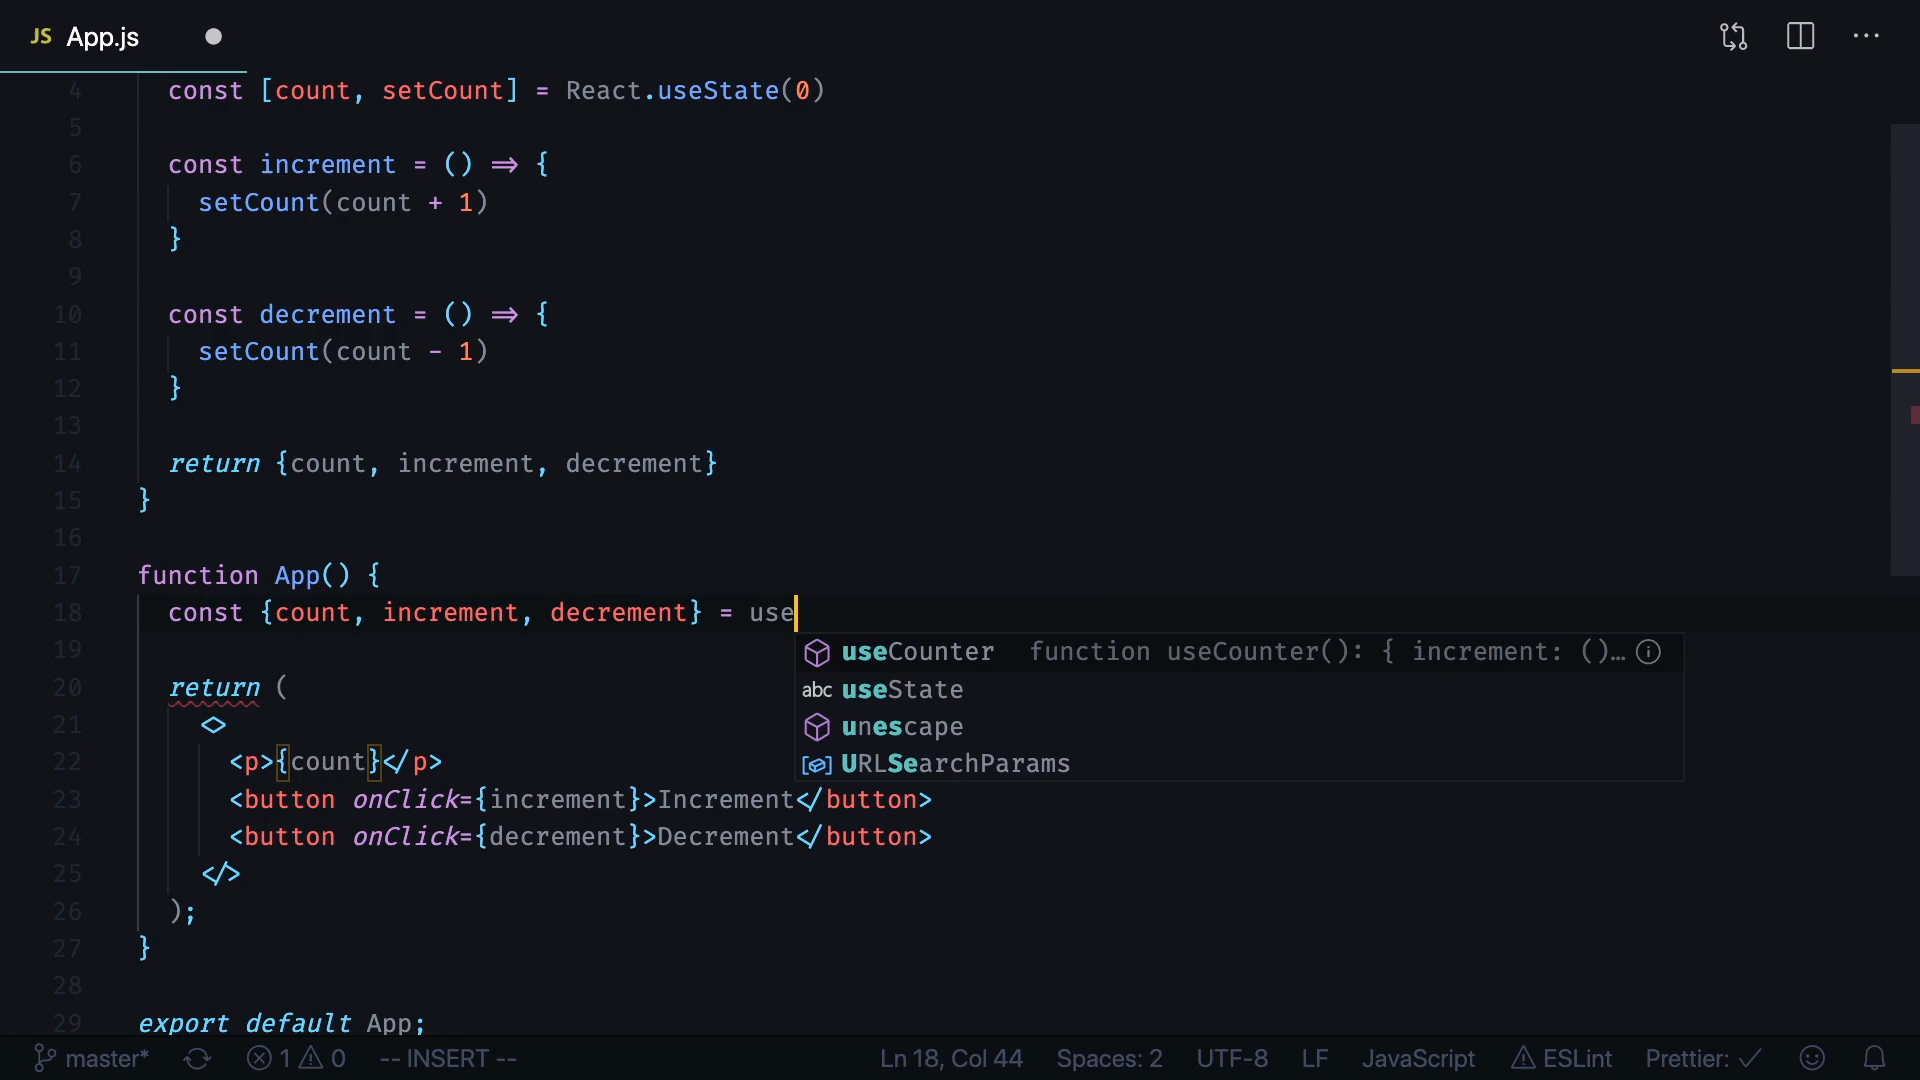 JS App.js
4 const [count, setCount] = React.useState(0)
5
6 const increment = () => {
7 setCount(count + 1)
8 }
9
10 const decrement = () => {
11 setCount(count - 1)
12 }
13
14 return {count, increment, decrement}
15 }
16
17 function App() {
18 const {count, increment, decrement} = use
19
useCounter function useCounter(): { increment: ()…
abc useState
unescape
URLSearchParams
20 return (
21 <>
22 <p>{count}</p>
23 <button onClick={increment}>Increment</button>
24 <button onClick={decrement}>Decrement</button>
25 </>
26 );
27 }
28
29 export default App;
master* 1 0 -- INSERT -- Ln 18, Col 44 Spaces: 2 UTF-8 LF JavaScript ESLint Prettier: ✓